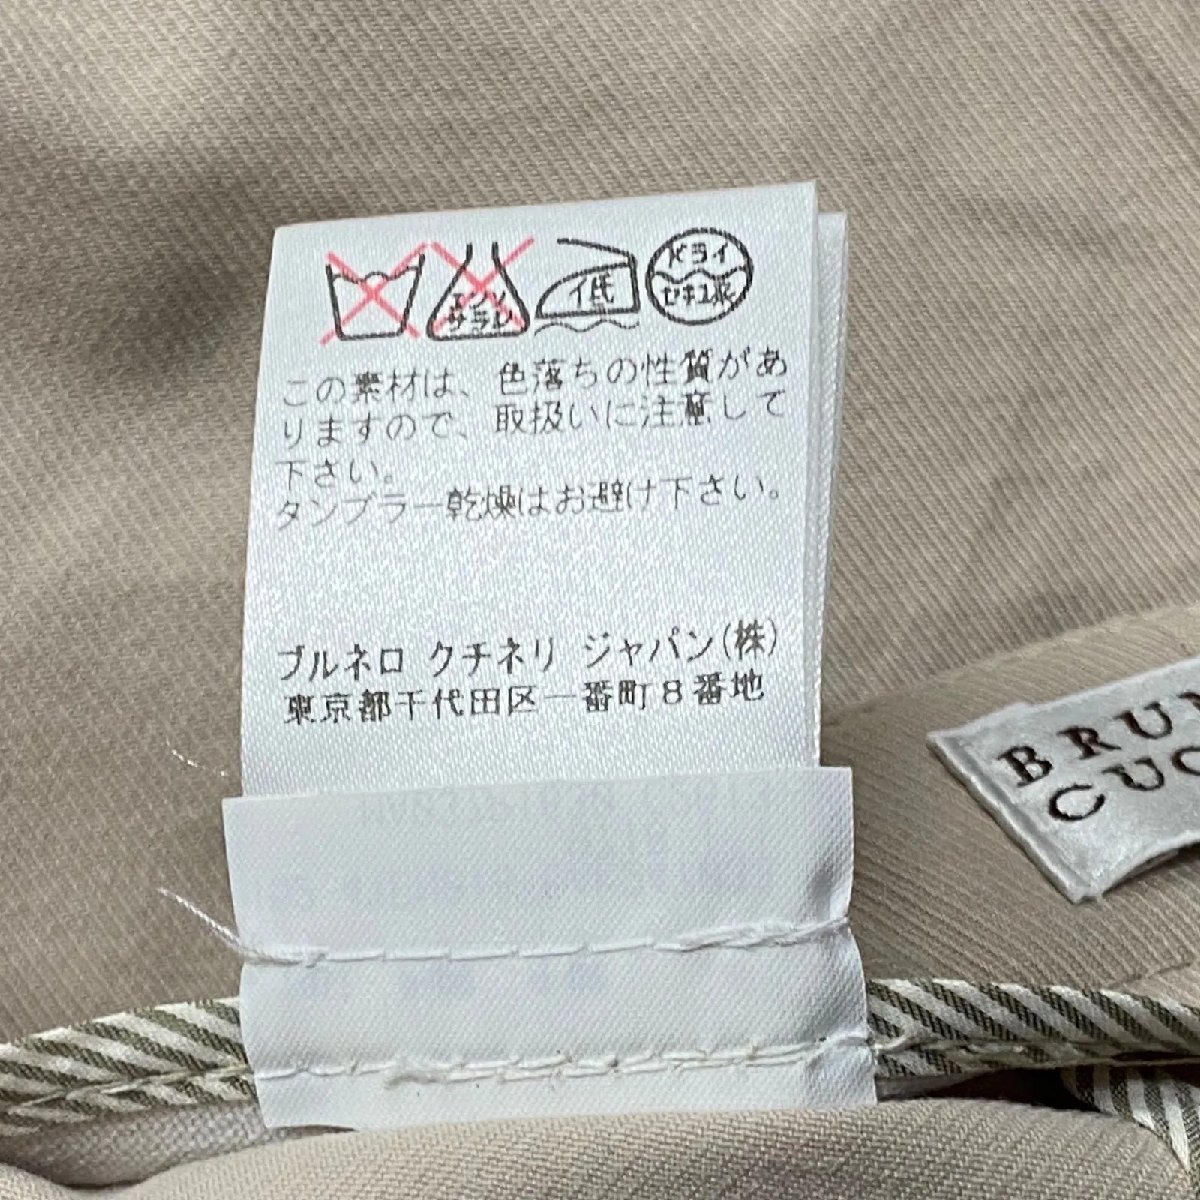 エンソ
サラシ
低
ドライ
セキユ系
この素材は、色落ちの性質があ
りますので、取扱いに注意して
下さい。
タンブラー乾燥はお避け下さい。
ブルネロ クチネリ ジャパン(株)
東京都千代田区一番町8番地
BRU
CUC